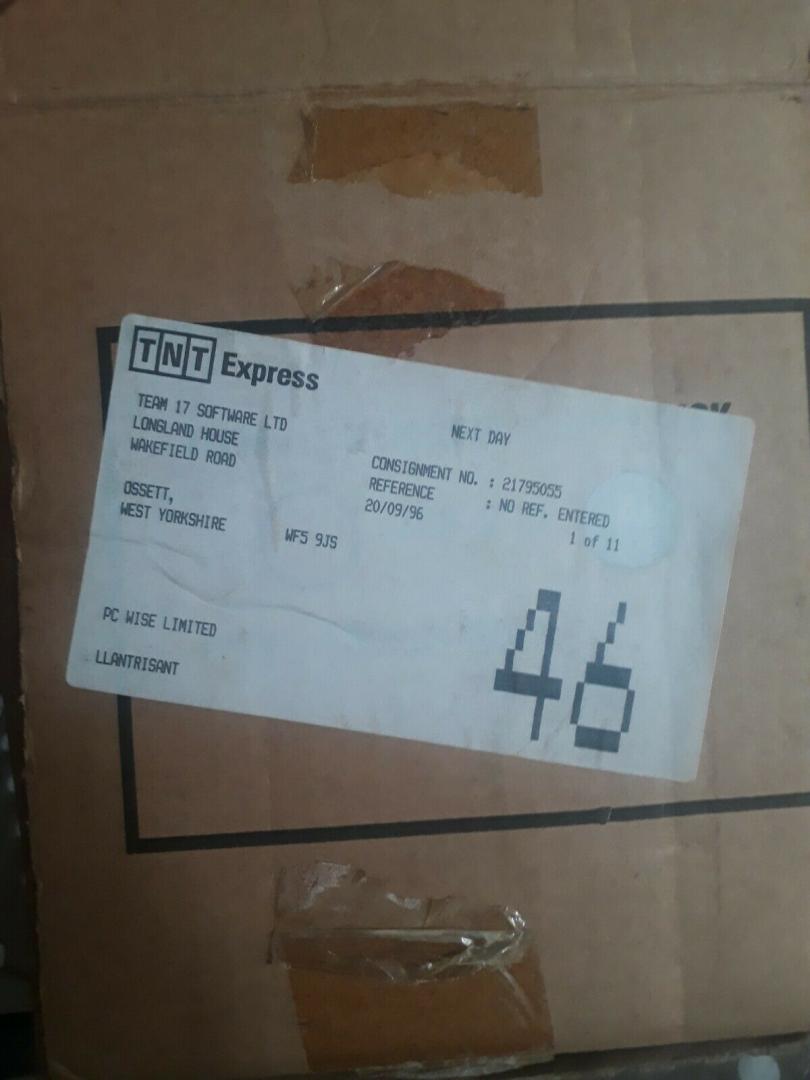 TNT Express
TEAM 17 SOFTWARE LTD
LONGLAND HOUSE
WAKEFIELD ROAD
OSSETT,
WEST YORKSHIRE
WF5 9JS
NEXT DAY
CONSIGNMENT NO. : 21795055
REFERENCE : NO REF. ENTERED
20/09/96
1 of 11
PC WISE LIMITED
LLANTRISANT
46